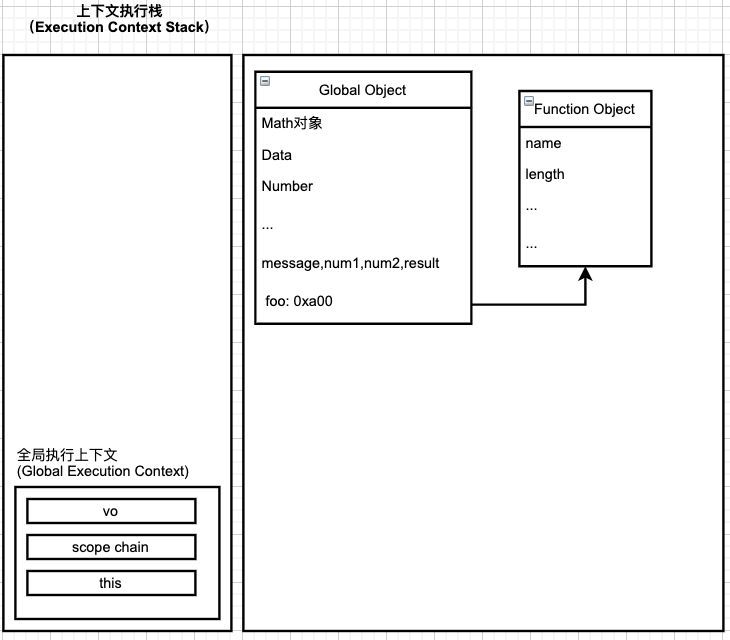 上下文执行栈
（Execution Context Stack）
Global Object
Math对象
Data
Number
...
message,num1,num2,result
foo: 0xa00
Function Object
name
length
...
...
全局执行上下文
(Global Execution Context)
vo
scope chain
this